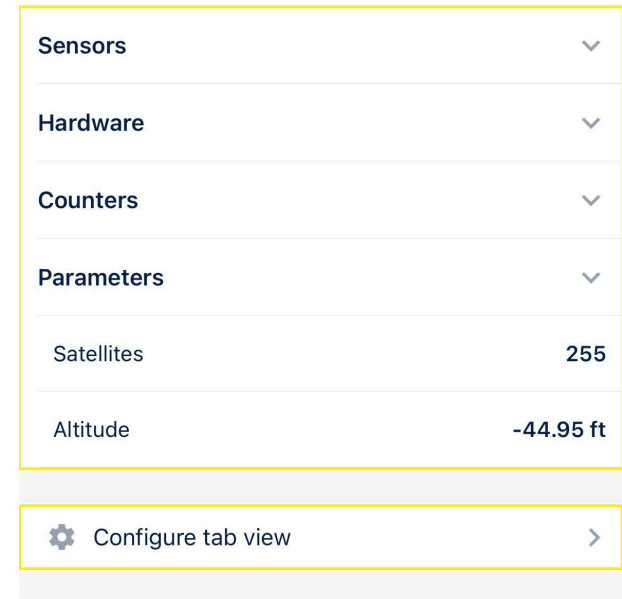 Sensors
Hardware
Counters
Parameters
Satellites 255
Altitude -44.95 ft
Configure tab view